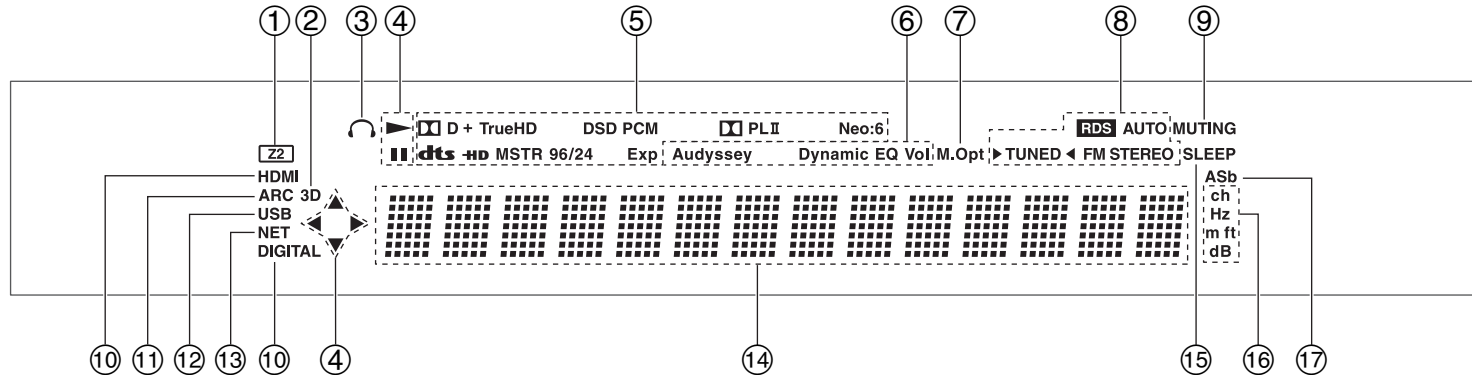 ① ② ③ ④ ⑤ ⑥ ⑦ ⑧ ⑨
D + TrueHD DSD PCM PL II Neo:6 RDS AUTO MUTING
Z2 dts -HD MSTR 96/24 Exp Audyssey Dynamic EQ Vol M.Opt ▶ TUNED ◀ FM STEREO SLEEP
HDMI ASb
ARC 3D ch
USB Hz
NET m ft
DIGITAL dB
⑩ ⑪ ⑫ ⑬ ⑩ ④ ⑭ ⑮ ⑯ ⑰